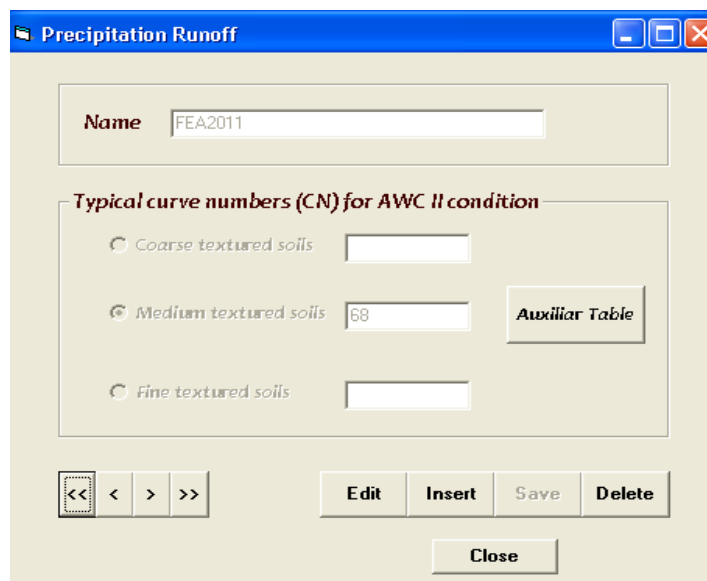 Precipitation Runoff
Name FEA2011
Typical curve numbers (CN) for AWC II condition
Coarse textured soils
Medium textured soils 68 Auxiliar Table
Fine textured soils
<< < > >> Edit Insert Save Delete
Close